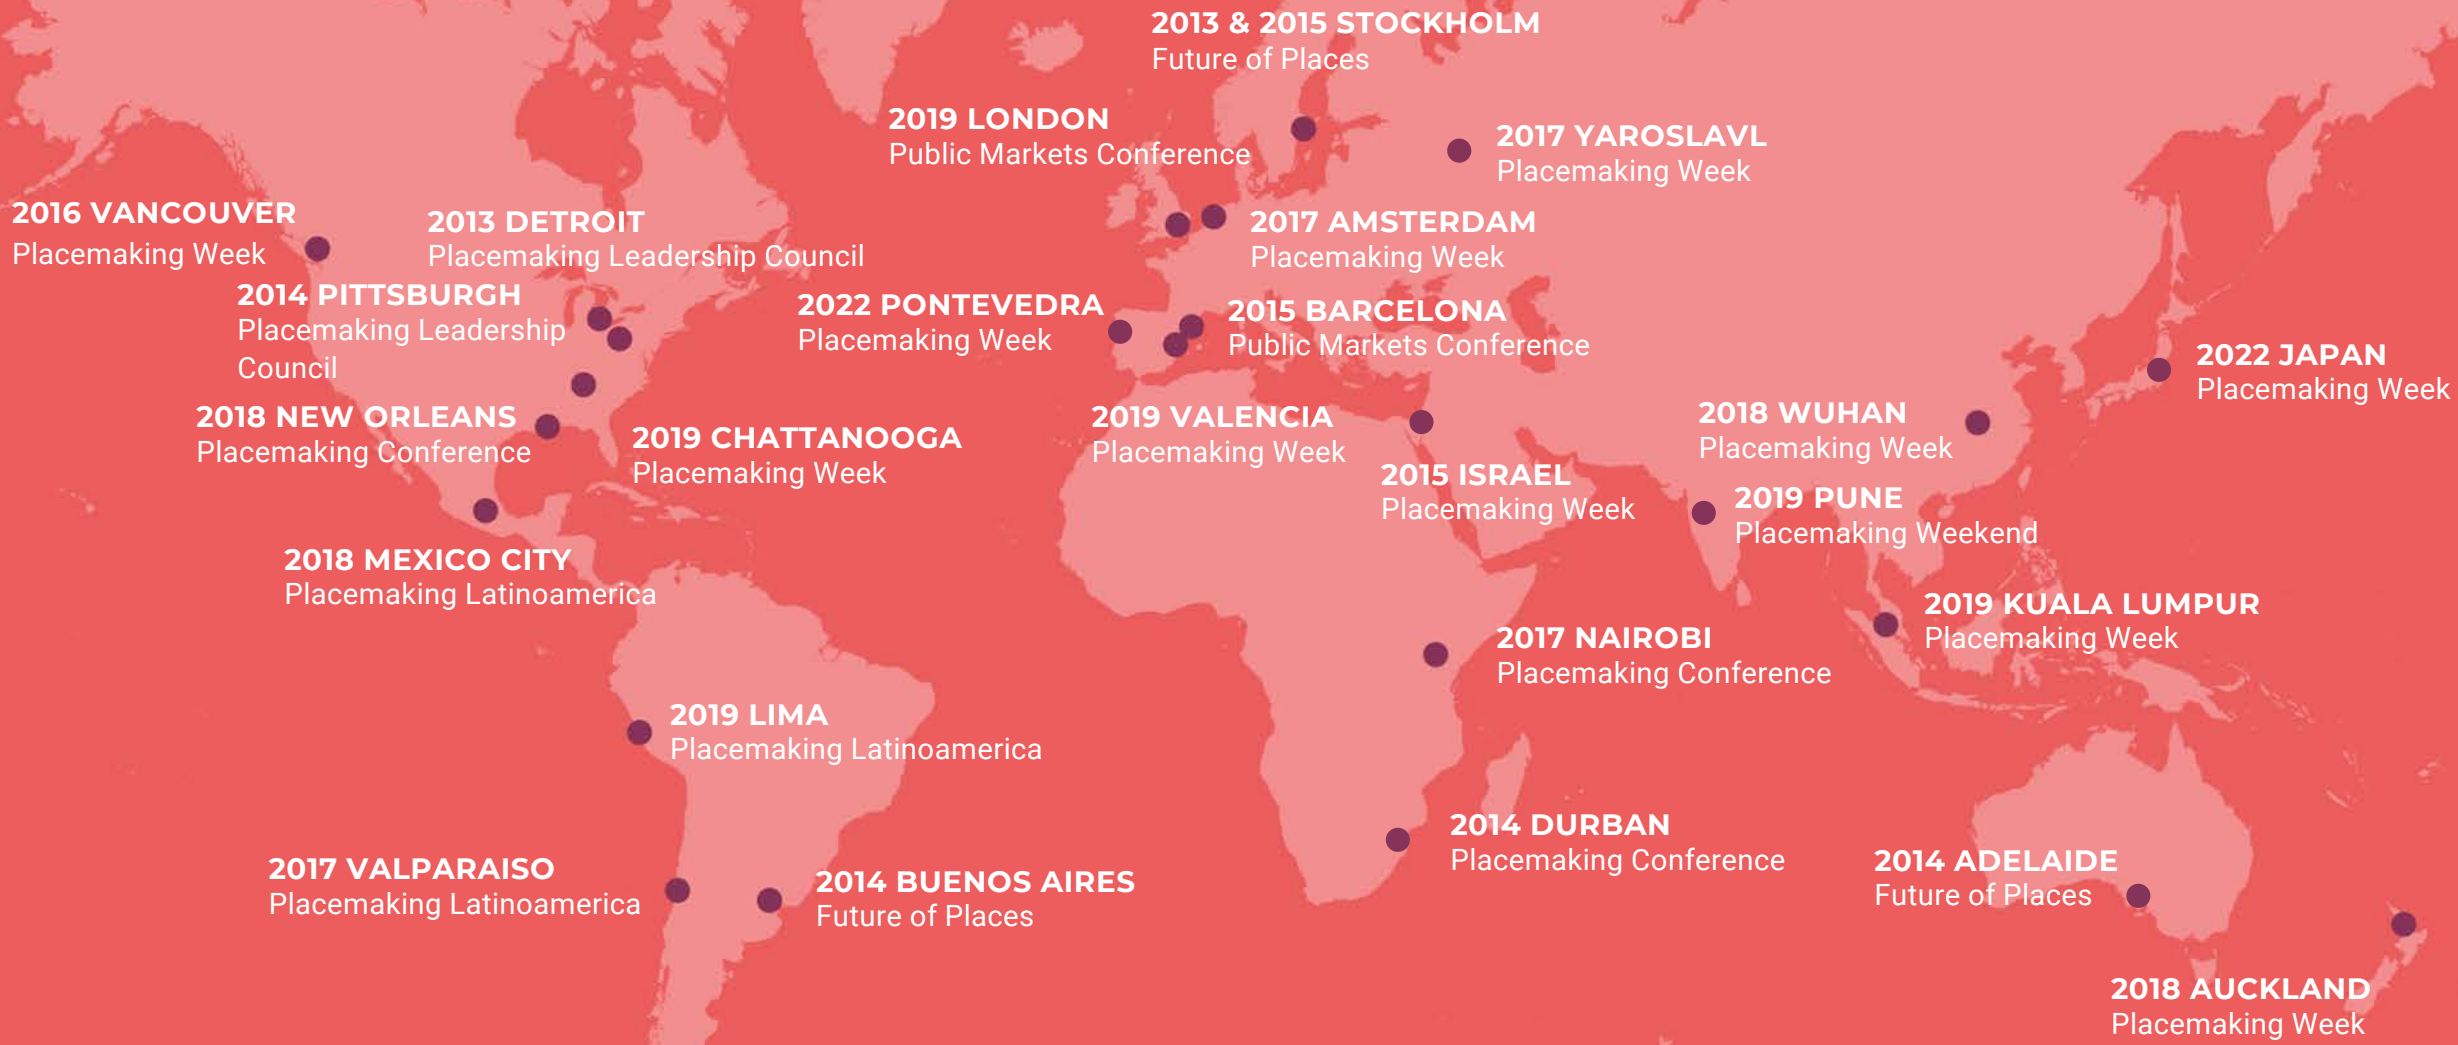 2013 & 2015 STOCKHOLM
Future of Places
2019 LONDON
Public Markets Conference
2017 YAROSLAVL
Placemaking Week
2016 VANCOUVER
Placemaking Week
2013 DETROIT
Placemaking Leadership Council
2017 AMSTERDAM
Placemaking Week
2014 PITTSBURGH
Placemaking Leadership
Council
2022 PONTEVEDRA
Placemaking Week
2015 BARCELONA
Public Markets Conference
2022 JAPAN
Placemaking Week
2018 NEW ORLEANS
Placemaking Conference
2019 CHATTANOOGA
Placemaking Week
2019 VALENCIA
Placemaking Week
2018 WUHAN
Placemaking Week
2015 ISRAEL
Placemaking Week
2019 PUNE
Placemaking Weekend
2018 MEXICO CITY
Placemaking Latinoamerica
2019 KUALA LUMPUR
Placemaking Week
2017 NAIROBI
Placemaking Conference
2019 LIMA
Placemaking Latinoamerica
2014 DURBAN
Placemaking Conference
2017 VALPARAISO
Placemaking Latinoamerica
2014 BUENOS AIRES
Future of Places
2014 ADELAIDE
Future of Places
2018 AUCKLAND
Placemaking Week